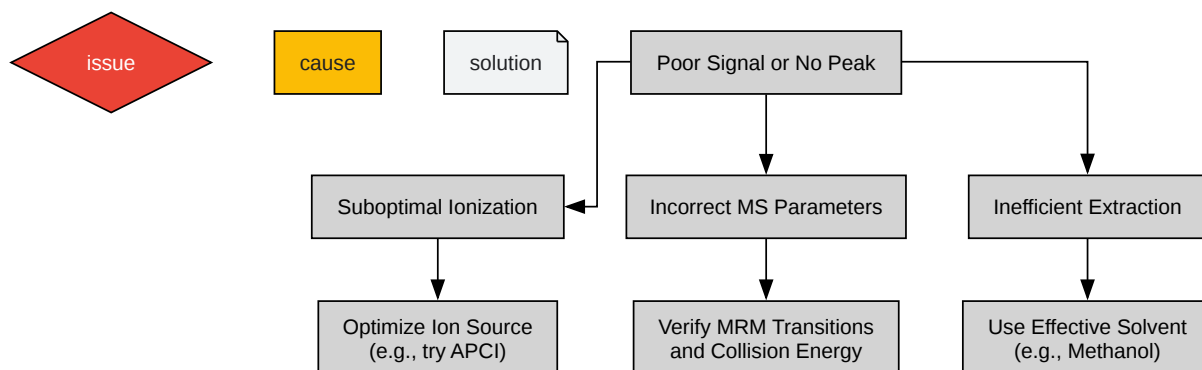 issue
cause
solution
Poor Signal or No Peak
Suboptimal Ionization
Incorrect MS Parameters
Inefficient Extraction
Optimize Ion Source
(e.g., try APCI)
Verify MRM Transitions
and Collision Energy
Use Effective Solvent
(e.g., Methanol)